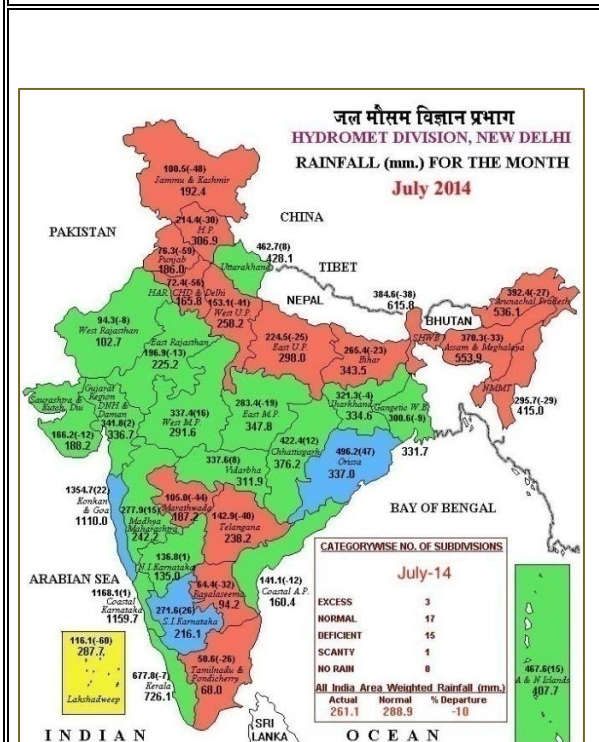 जल मौसम विज्ञान प्रभाग
HYDROMET DIVISION, NEW DELHI
RAINFALL (mm.) FOR THE MONTH
July 2014
100.5(-48)
Jammu & Kashmir
192.4
214.4(-30)
H.P.
306.9
CHINA
PAKISTAN
76.3(-59)
Punjab
186.0
462.7(8)
428.1
Uttarakhand
TIBET
72.4(-56)
HAR. CHD & Delhi
165.8
153.1(-41)
West U.P.
258.2
NEPAL
384.6(-38)
615.8
392.4(-27)
Arunachal Pradesh
536.1
BHUTAN
94.3(-8)
West Rajasthan
102.7
East Rajasthan
196.9(-13)
225.2
224.5(-25)
East U.P.
298.0
265.4(-23)
Bihar
343.5
SHWB
370.3(-33)
Assam & Meghalaya
553.9
NMMT
295.7(-29)
415.0
Saurashtra &
Kutch, Diu
166.2(-12)
188.2
Gujarat
Region
DNH &
Daman
341.8(2)
336.7
337.4(16)
West M.P.
291.6
283.4(-19)
East M.P.
347.8
321.3(-4)
Jharkhand
334.6
Gangetic W.B.
300.6(-9)
331.7
422.4(12)
Chhattisgarh
376.2
496.2(47)
Orissa
337.0
337.6(8)
Vidarbha
311.9
1354.7(22)
Konkan
& Goa
1110.0
105.0(-44)
Marathwada
187.2
277.9(15)
Madhya
Maharashtra
242.2
142.9(-40)
Telangana
238.2
BAY OF BENGAL
136.8(1)
N.I.Karnataka
135.0
ARABIAN SEA
1168.1(1)
Coastal
Karnataka
1159.7
64.4(-32)
Rayalaseema
94.2
141.1(-12)
Coastal A.P.
160.4
271.6(26)
S.I.Karnataka
216.1
116.1(-60)
287.7
Lakshadweep
677.8(-7)
Kerala
726.1
50.6(-26)
Tamilnadu &
Pondicherry
68.0
CATEGORYWISE NO. OF SUBDIVISIONS
July-14
EXCESS 3
NORMAL 17
DEFICIENT 15
SCANTY 1
NO RAIN 0
All India Area Weighted Rainfall (mm.)
Actual Normal % Departure
261.1 288.9 -10
467.6(15)
A & N Islands
407.7
SRI
LANKA
INDIAN OCEAN